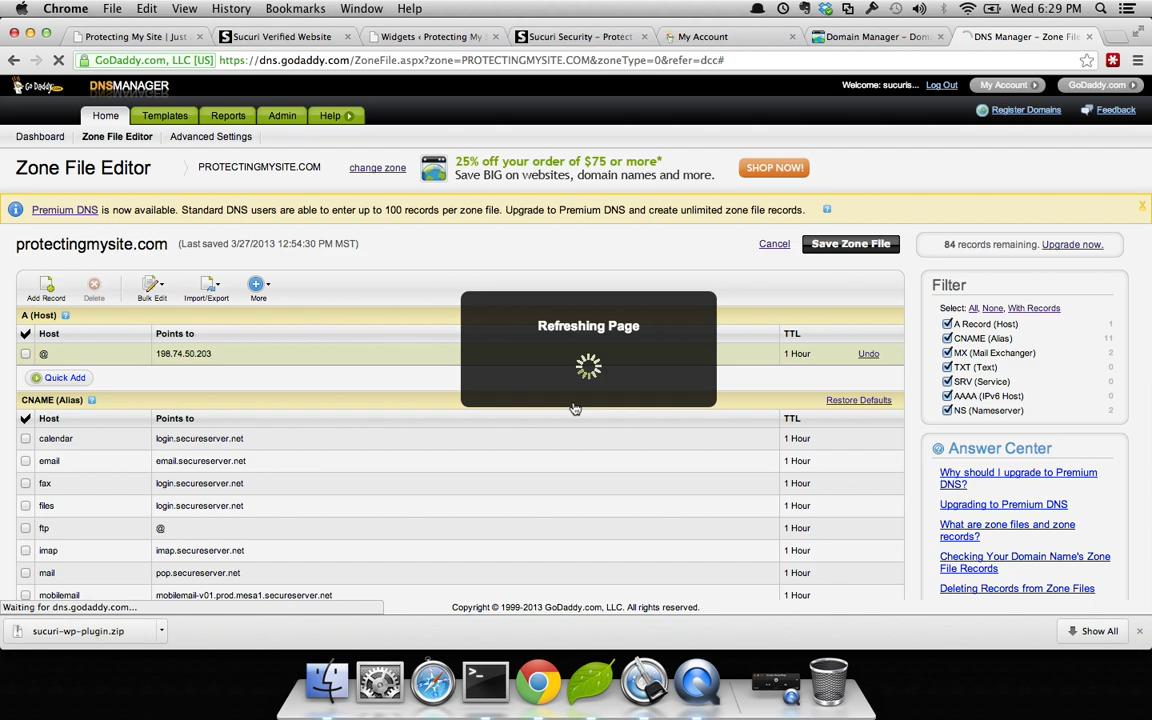 Chrome File Edit View History Bookmarks Window Help Wed 6:29 PM
Protecting My Site | Just Sucuri Verified Website Widgets ‹ Protecting My S Sucuri Security – Protect My Account Domain Manager – Dom DNS Manager – Zone File E
GoDaddy.com, LLC [US] https://dns.godaddy.com/ZoneFile.aspx?zone=PROTECTINGMYSITE.COM&zoneType=0&refer=dcc#
Go Daddy DNSMANAGER Welcome: sucuris... Log Out My Account GoDaddy.com
Home Templates Reports Admin Help Register Domains Feedback
Dashboard Zone File Editor Advanced Settings
Zone File Editor PROTECTINGMYSITE.COM change zone 25% off your order of $75 or more* SHOP NOW!
Save BIG on websites, domain names and more.
Premium DNS is now available. Standard DNS users are able to enter up to 100 records per zone file. Upgrade to Premium DNS and create unlimited zone file records. ? x
protectingmysite.com (Last saved 3/27/2013 12:54:30 PM MST) Cancel Save Zone File 84 records remaining. Upgrade now.
Add Record Delete Bulk Edit Import/Export More
Filter
Select: All, None, With Records
A Record (Host) 1
CNAME (Alias) 11
MX (Mail Exchanger) 2
TXT (Text) 0
SRV (Service) 0
AAAA (IPv6 Host) 0
NS (Nameserver) 2
A (Host) ?
Host Points to TTL
@ 198.74.50.203 1 Hour Undo
Quick Add
Refreshing Page
CNAME (Alias) ? Restore Defaults
Host Points to TTL
calendar login.secureserver.net 1 Hour
email email.secureserver.net 1 Hour
fax login.secureserver.net 1 Hour
files login.secureserver.net 1 Hour
ftp @ 1 Hour
imap imap.secureserver.net 1 Hour
mail pop.secureserver.net 1 Hour
mobilemail mobilemail-v01.prod.mesa1.secureserver.net 1 Hour
@ Answer Center
Why should I upgrade to Premium
DNS?
Upgrading to Premium DNS
What are zone files and zone
records?
Checking Your Domain Name's Zone
File Records
Deleting Records from Zone Files
Waiting for dns.godaddy.com... Copyright © 1999-2013 GoDaddy.com, LLC. All rights reserved.
sucuri-wp-plugin.zip Show All